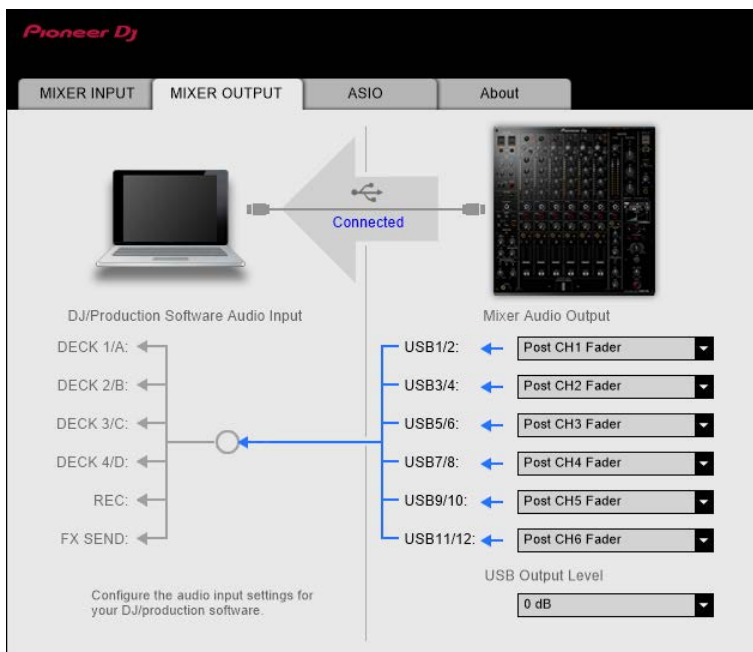 Pioneer Dj
MIXER INPUT
MIXER OUTPUT
ASIO
About
Connected
DJ/Production Software Audio Input
Mixer Audio Output
DECK 1/A:
USB1/2:
Post CH1 Fader
DECK 2/B:
USB3/4:
Post CH2 Fader
DECK 3/C:
USB5/6:
Post CH3 Fader
DECK 4/D:
USB7/8:
Post CH4 Fader
REC:
USB9/10:
Post CH5 Fader
FX SEND:
USB11/12:
Post CH6 Fader
Configure the audio input settings for
your DJ/production software.
USB Output Level
0 dB